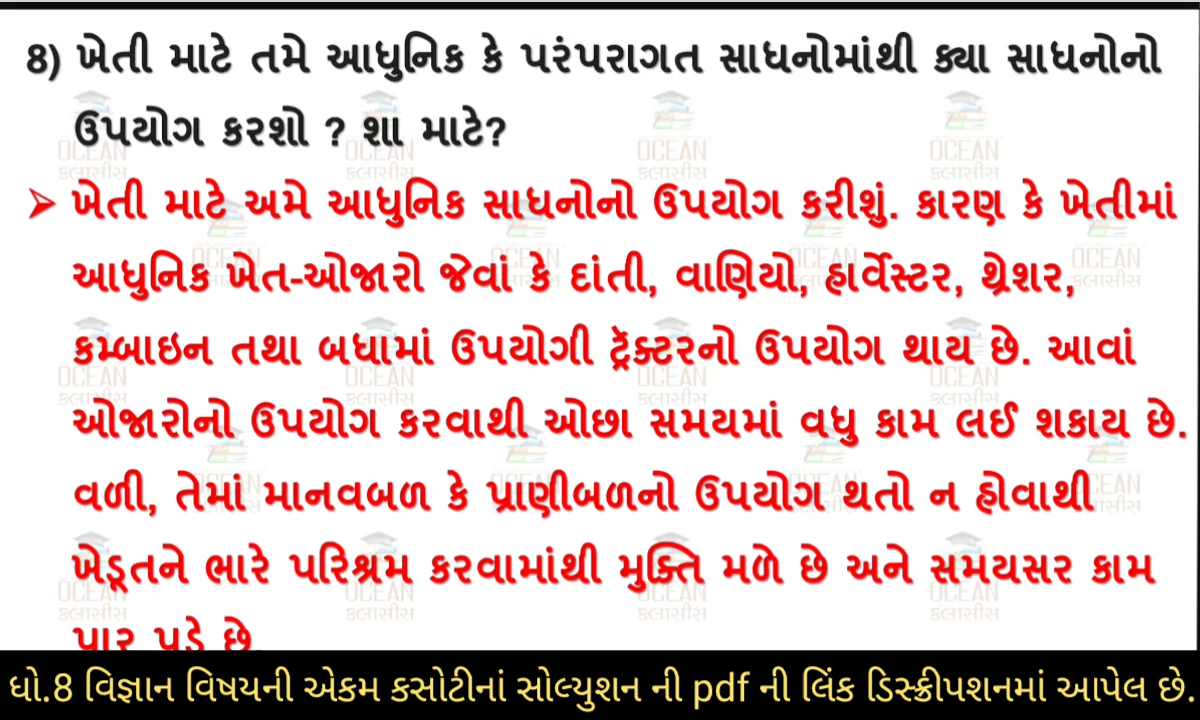 8) ખેતી માટે તમે આધુનિક કે પરંપરાગત સાધનોમાંથી ક્યા સાધનોનો
ઉપયોગ કરશો ? શા માટે?
➢ ખેતી માટે અમે આધુનિક સાધનોનો ઉપયોગ કરીશું. કારણ કે ખેતીમાં
આધુનિક ખેત-ઓજારો જેવાં કે દાંતી, વાણિયો, હાર્વેસ્ટર, થ્રેશર,
કમ્બાઇન તથા બધામાં ઉપયોગી ટ્રૅક્ટરનો ઉપયોગ થાય છે. આવાં
ઓજારોનો ઉપયોગ કરવાથી ઓછા સમયમાં વધુ કામ લઈ શકાય છે.
વળી, તેમાં માનવબળ કે પ્રાણીબળનો ઉપયોગ થતો ન હોવાથી
ખેડૂતને ભારે પરિશ્રમ કરવામાંથી મુક્તિ મળે છે અને સમયસર કામ
પાર પડે છે.
ધો.8 વિજ્ઞાન વિષયની એકમ કસોટીનાં સોલ્યુશન ની pdf ની લિંક ડિસ્ક્રીપશનમાં આપેલ છે.
OCEAN
ક્લાસીસ